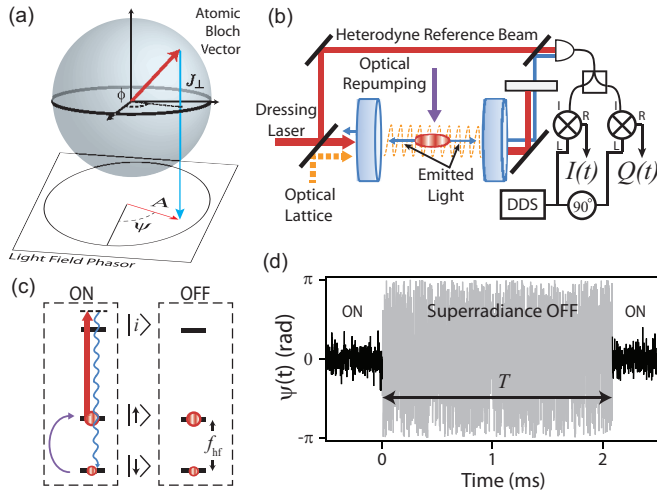 (a)
Atomic
Bloch
Vector
J⊥
ϕ
A
ψ
Light Field Phasor
(b)
Heterodyne Reference Beam
Optical
Repumping
Dressing
Laser
Optical
Lattice
Emitted
Light
I
R
L
I
R
L
I(t)
Q(t)
DDS
90°
(c)
ON
OFF
|i>
|↑>
|↓>
f_hf
(d)
ON
Superradiance OFF
ON
T
π
0
-π
ψ(t) (rad)
0
1
2
Time (ms)